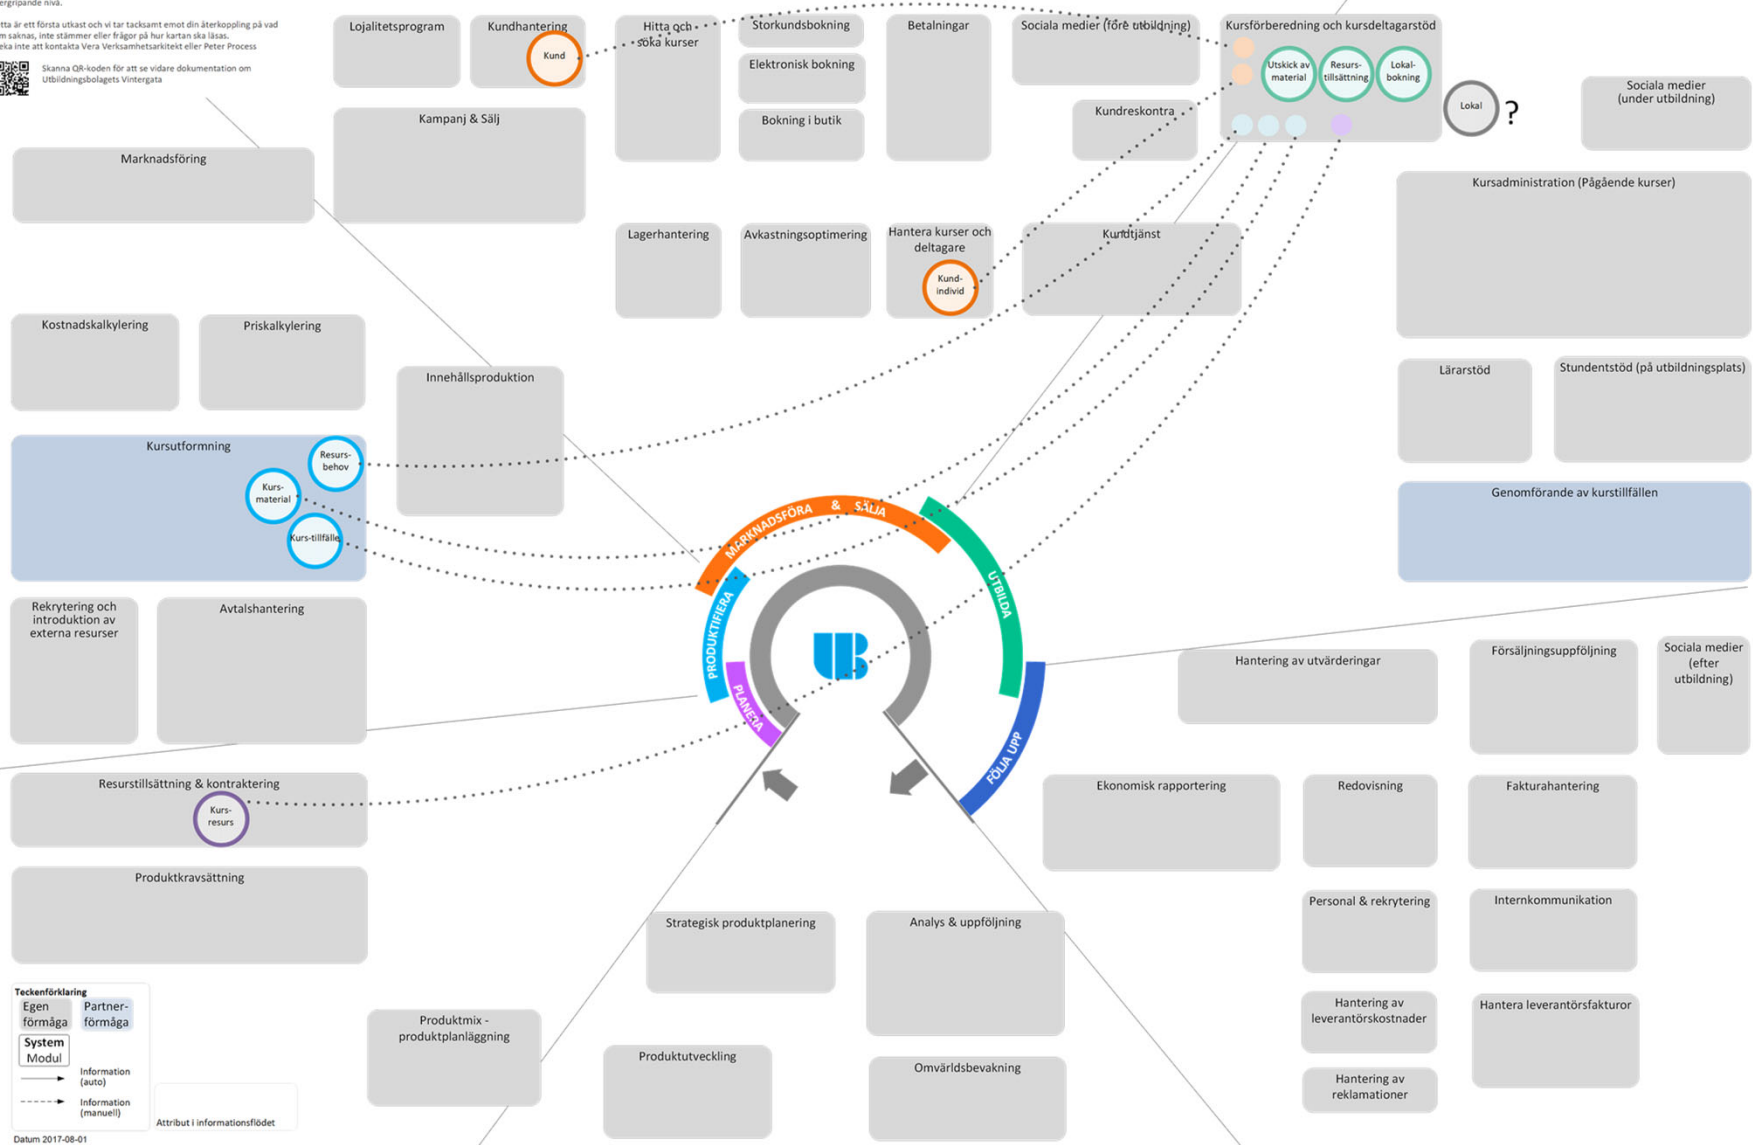 ergripande nivå.
tta är ett första utkast och vi tar tacksamt emot din återkoppling på vad
m saknas, inte stämmer eller frågor på hur kartan ska läsas.
eka inte att kontakta Vera Verksamhetsarkitekt eller Peter Process
Skanna QR-koden för att se vidare dokumentation om
Utbildningsbolagets Vintergata
Lojalitetsprogram
Kundhantering
Kund
Hitta och
söka kurser
Storkundsbokning
Elektronisk bokning
Bokning i butik
Betalningar
Sociala medier (före utbildning)
Kundreskontra
Kursförberedning och kursdeltagarstöd
Utskick av
material
Resurs-
tillsättning
Lokal-
bokning
Lokal
?
Sociala medier
(under utbildning)
Kampanj & Sälj
Marknadsföring
Kursadministration (Pågående kurser)
Lagerhantering
Avkastningsoptimering
Hantera kurser och
deltagare
Kund-
individ
Kundtjänst
Kostnadskalkylering
Priskalkylering
Innehållsproduktion
Lärarstöd
Stundentstöd (på utbildningsplats)
Kursutformning
Resurs-
behov
Kurs-
material
Kurs-tillfälle
Genomförande av kurstillfällen
MARKNADSFÖRA & SÄLJA
PRODUKTIFIERA
PLANERA
UTBILDA
FÖLJA UPP
UB
Rekrytering och
introduktion av
externa resurser
Avtalshantering
Hantering av utvärderingar
Försäljningsuppföljning
Sociala medier
(efter
utbildning)
Resurstillsättning & kontraktering
Kurs-
resurs
Ekonomisk rapportering
Redovisning
Fakturahantering
Produktkravsättning
Strategisk produktplanering
Analys & uppföljning
Personal & rekrytering
Internkommunikation
Teckenförklaring
Egen
förmåga
Partner-
förmåga
System
Modul
Information
(auto)
Information
(manuell)
Attribut i informationsflödet
Datum 2017-08-01
Produktmix -
produktplanläggning
Produktutveckling
Omvärldsbevakning
Hantering av
leverantörskostnader
Hantera leverantörsfakturor
Hantering av
reklamationer